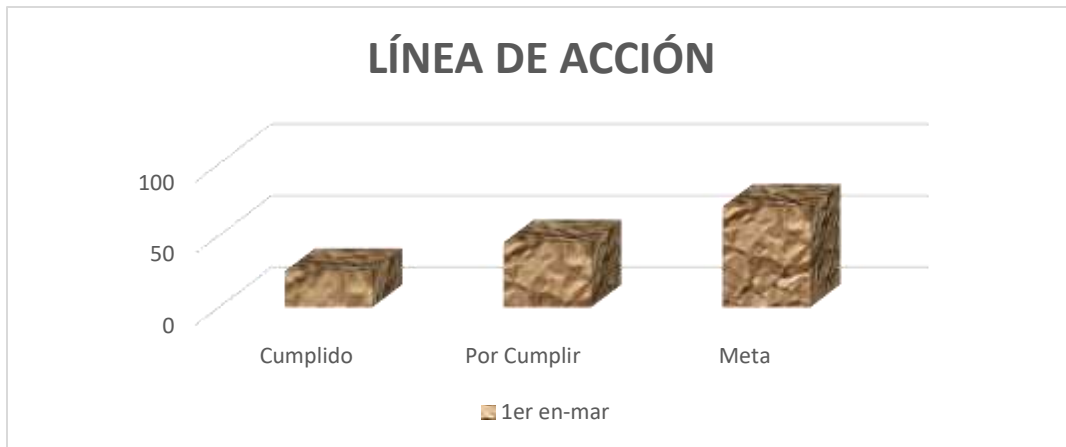 LÍNEA DE ACCIÓN
100
50
0
Cumplido Por Cumplir Meta
1er en-mar